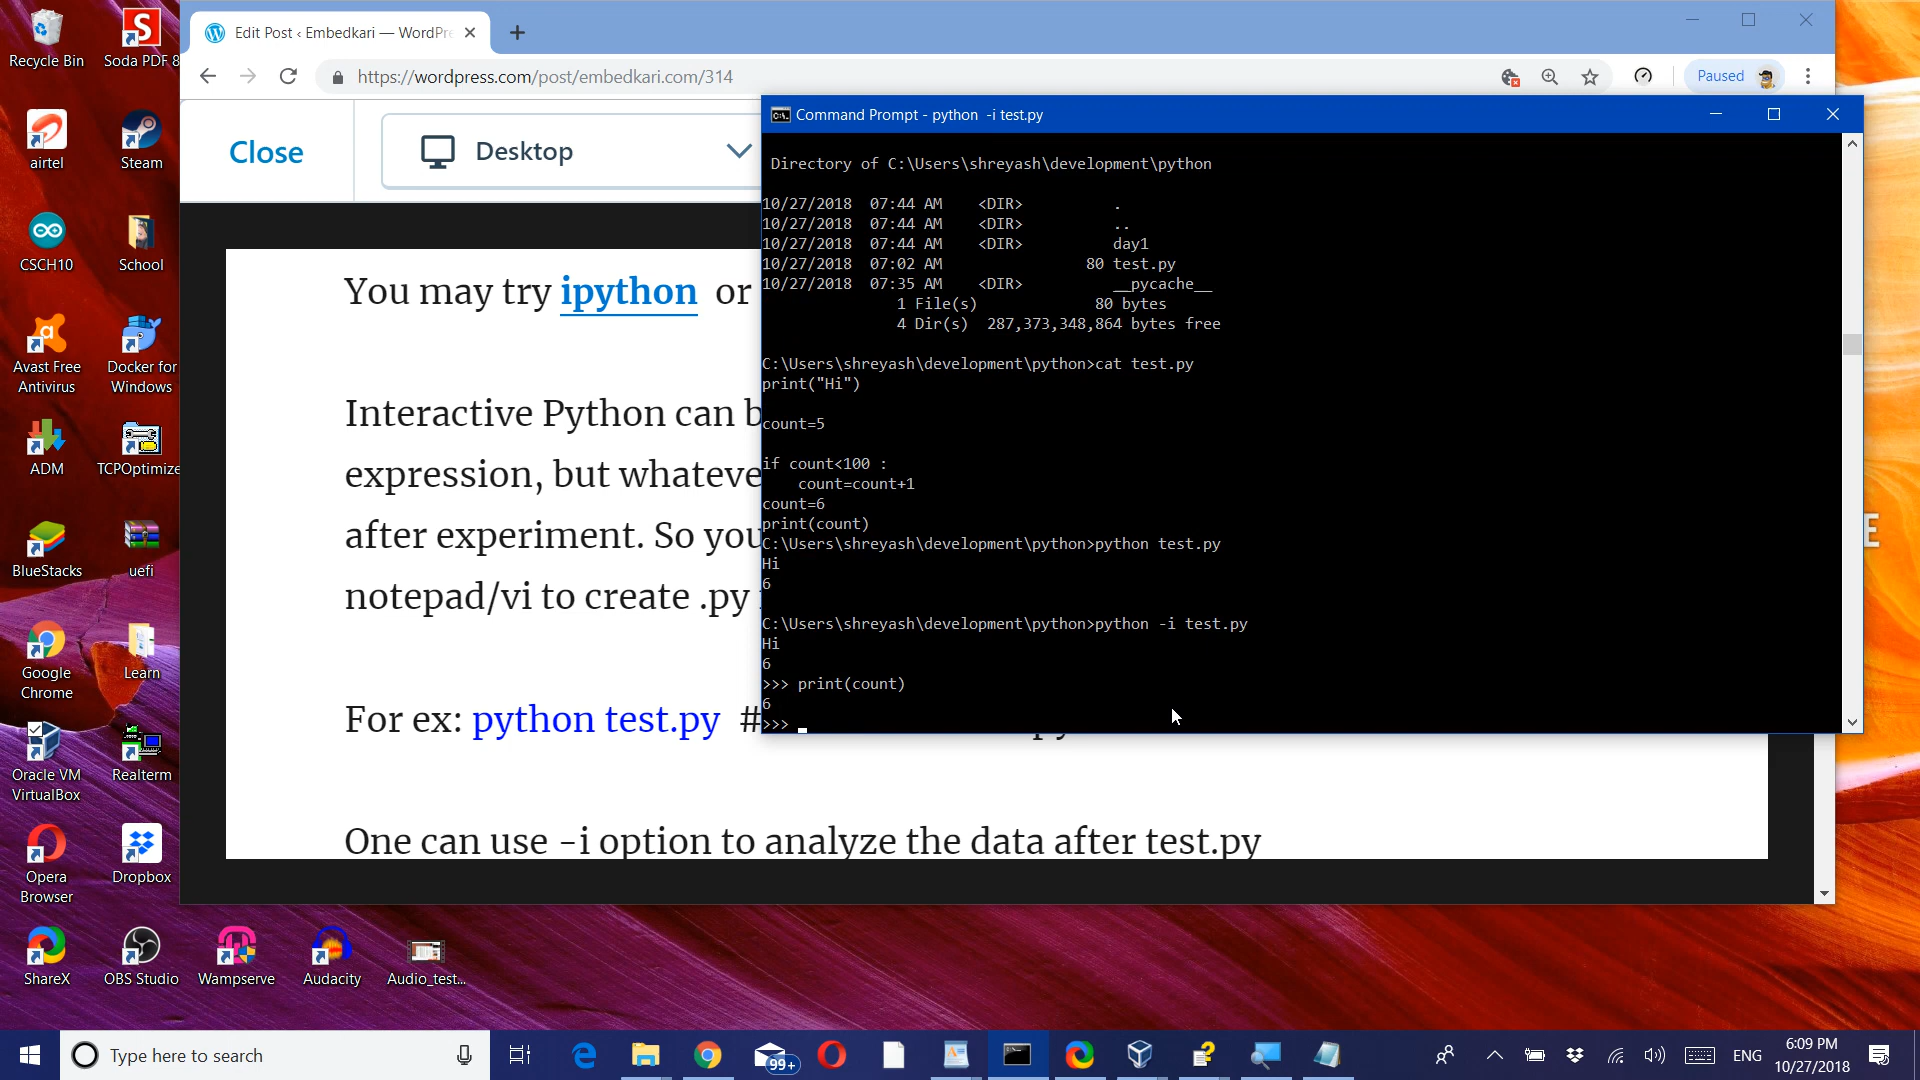 Recycle Bin
Soda PDF 8
airtel
Steam
CSCH10
School
Avast Free
Antivirus
Docker for
Windows
ADM
TCPOptimize
BlueStacks
uefi
Google
Chrome
Learn
Oracle VM
VirtualBox
Realterm
Opera
Browser
Dropbox
ShareX
OBS Studio
Wampserve
Audacity
Audio_test...
Edit Post ‹ Embedkari — WordPre
https://wordpress.com/post/embedkari.com/314
Paused
Close
Desktop
You may try ipython or
Interactive Python can b
expression, but whateve
after experiment. So you
notepad/vi to create .py
For ex: python test.py #
One can use -i option to analyze the data after test.py
Command Prompt - python -i test.py
Directory of C:\Users\shreyash\development\python
10/27/2018 07:44 AM <DIR> .
10/27/2018 07:44 AM <DIR> ..
10/27/2018 07:44 AM <DIR> day1
10/27/2018 07:02 AM 80 test.py
10/27/2018 07:35 AM <DIR> __pycache__
1 File(s) 80 bytes
4 Dir(s) 287,373,348,864 bytes free
C:\Users\shreyash\development\python>cat test.py
print("Hi")
count=5
if count<100 :
count=count+1
count=6
print(count)
C:\Users\shreyash\development\python>python test.py
Hi
6
C:\Users\shreyash\development\python>python -i test.py
Hi
6
>>> print(count)
6
>>>
E
Type here to search
99+
ENG
6:09 PM
10/27/2018